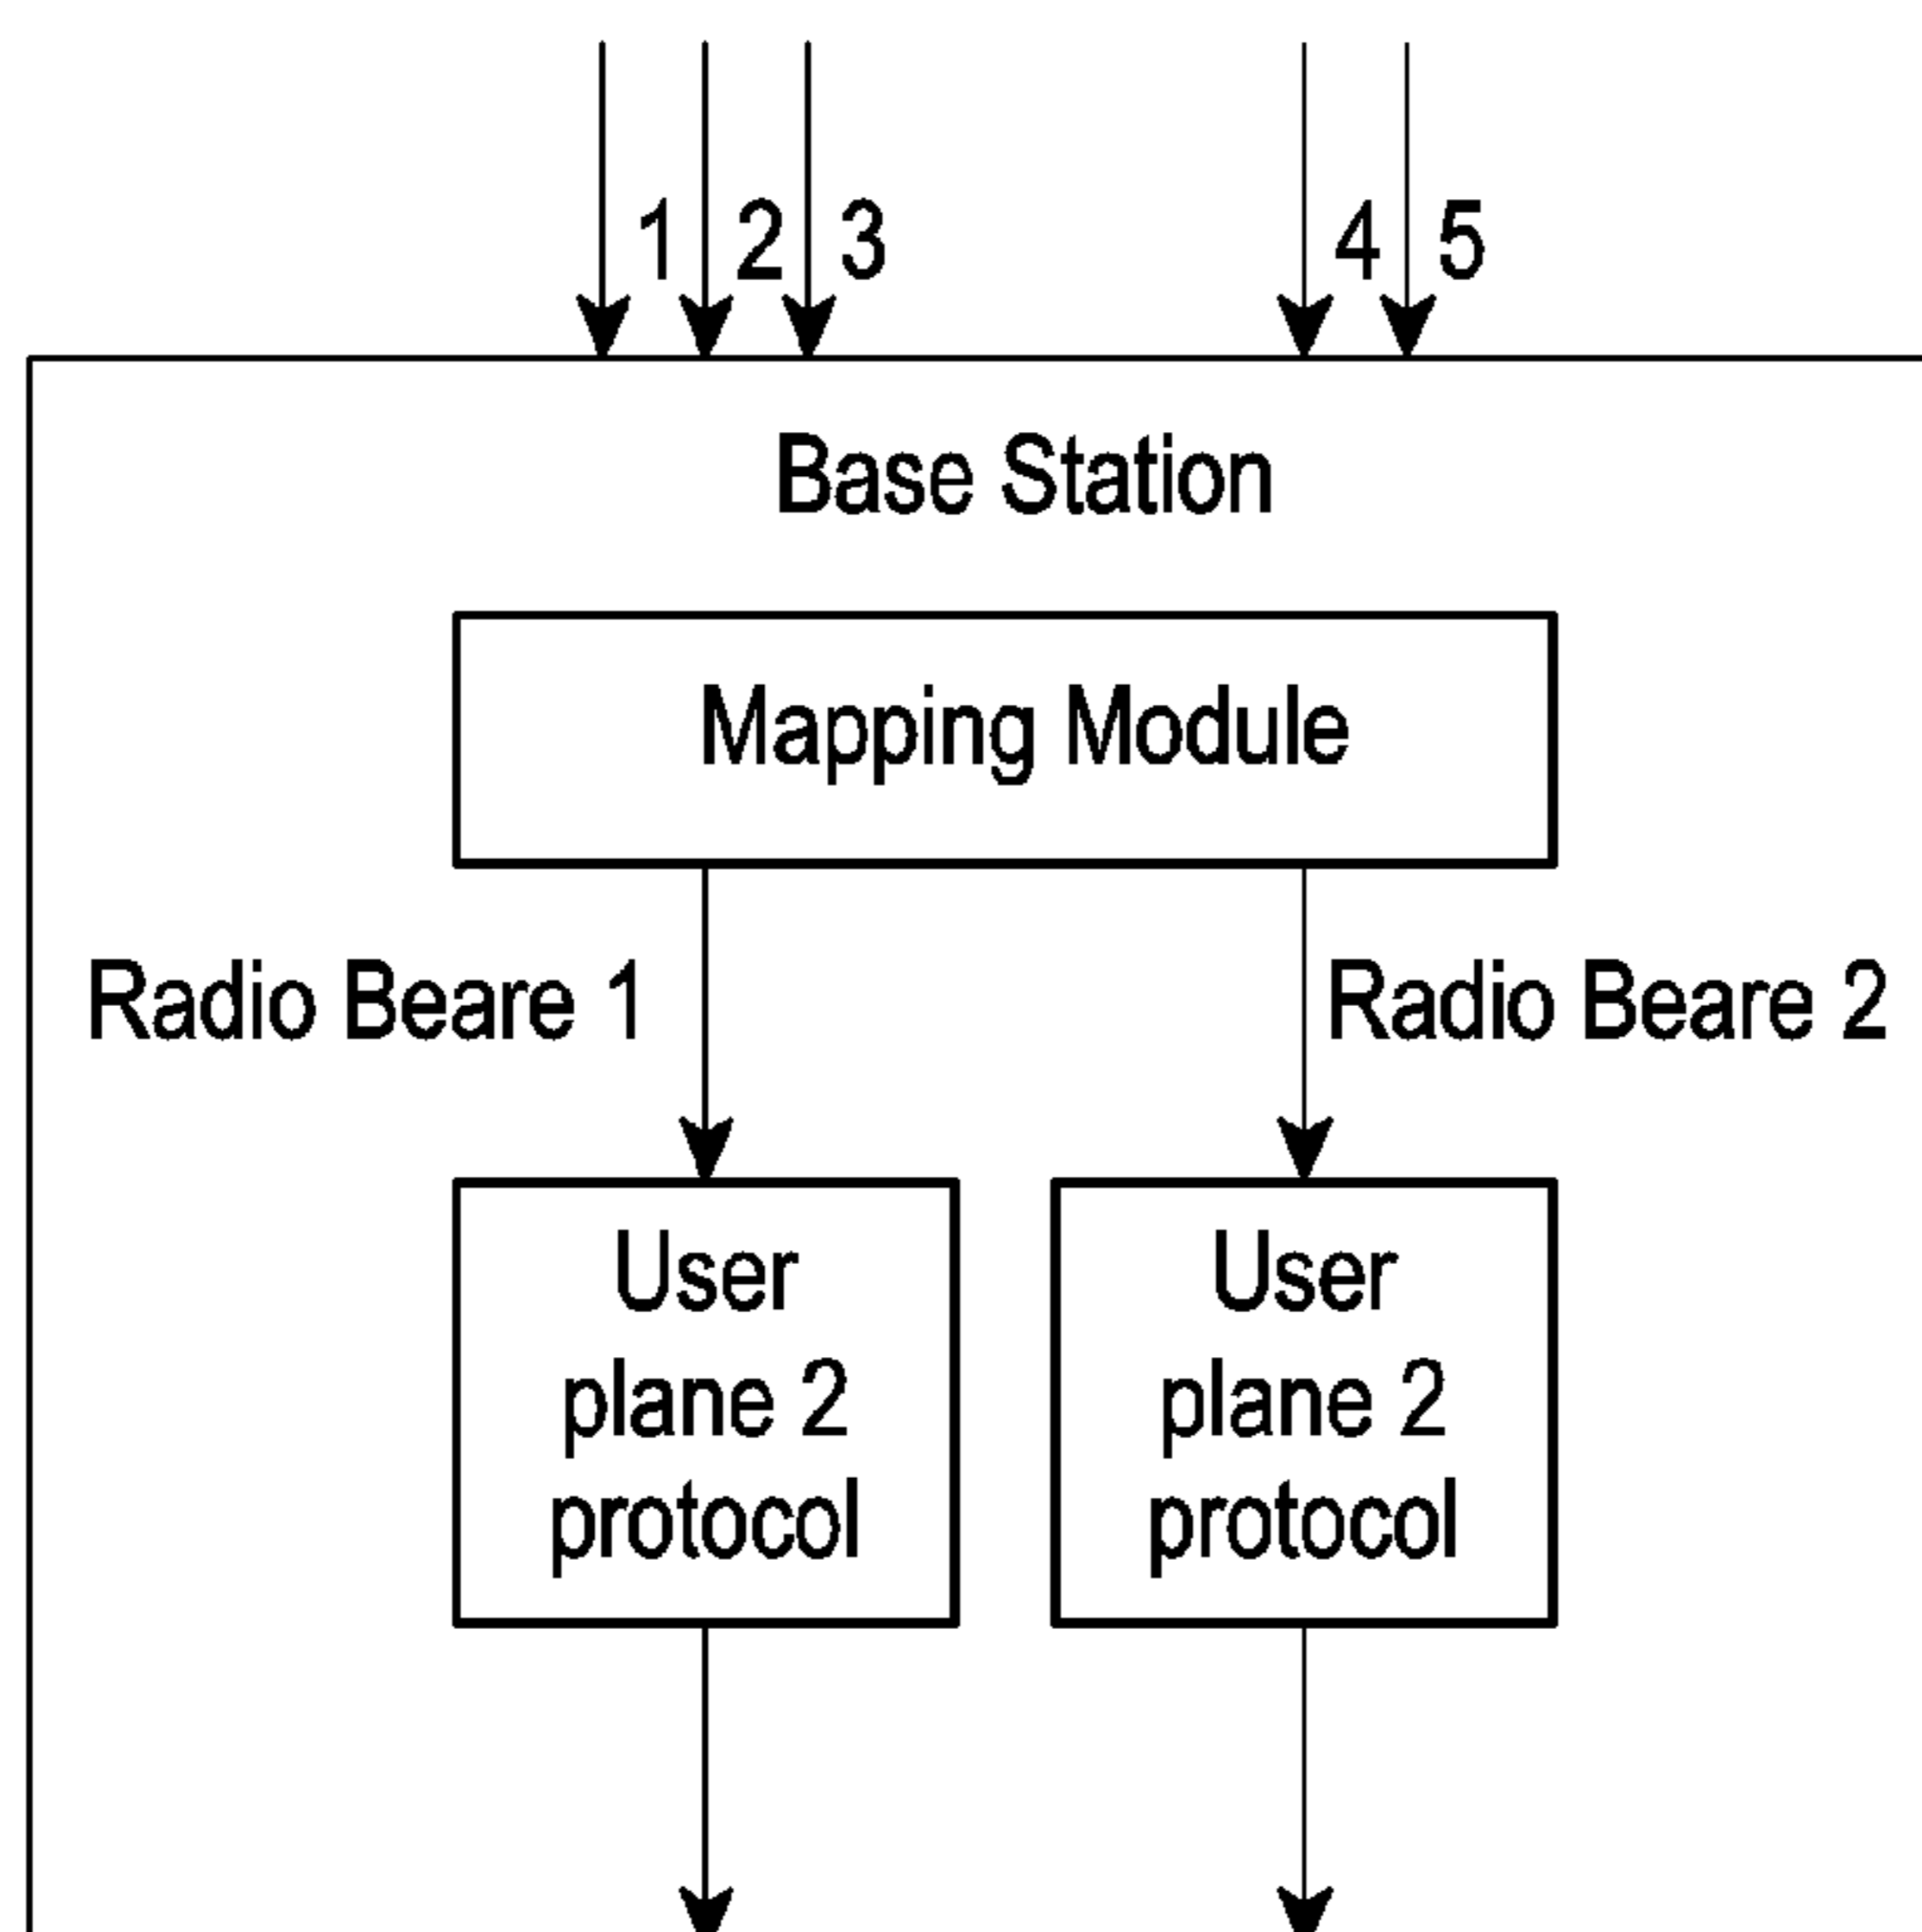 1 2 3 4 5
Base Station
Mapping Module
Radio Beare 1
Radio Beare 2
User
plane 2
protocol
User
plane 2
protocol